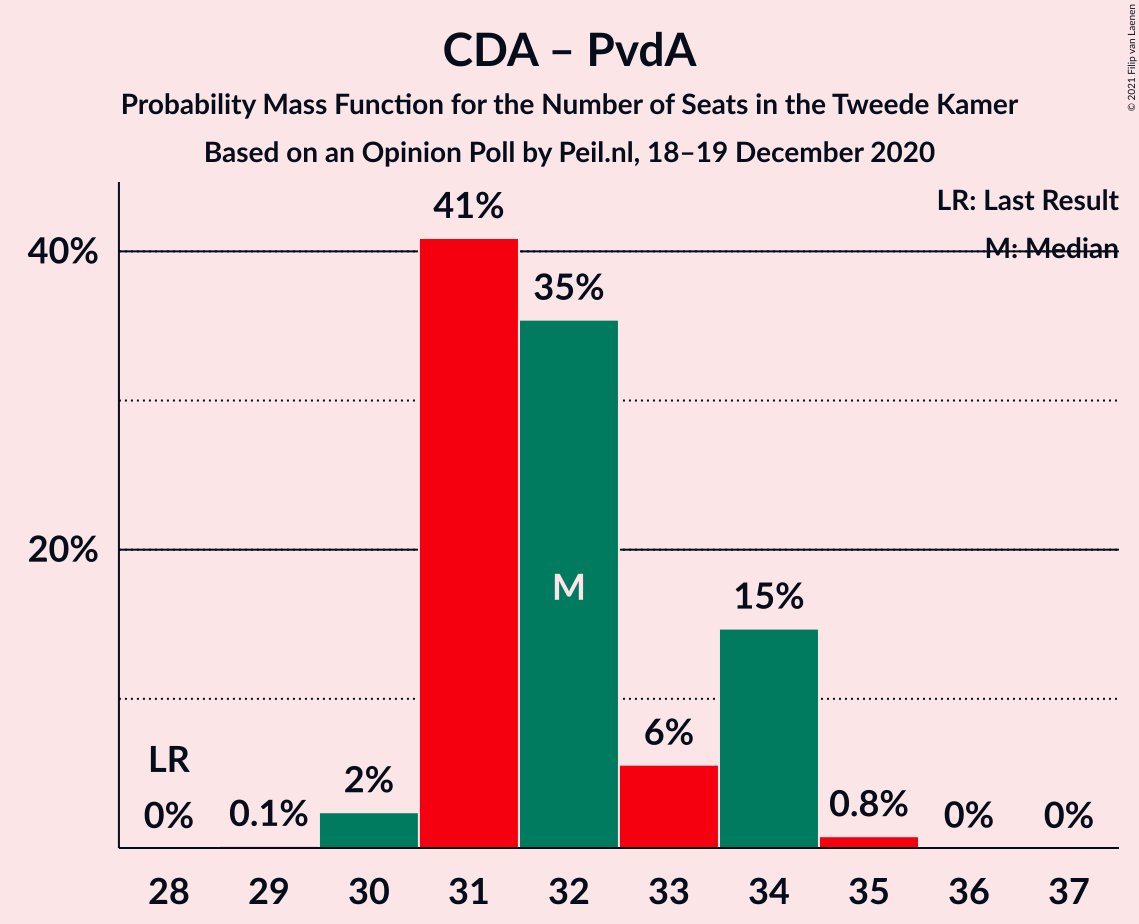 CDA – PvdA
Probability Mass Function for the Number of Seats in the Tweede Kamer
Based on an Opinion Poll by Peil.nl, 18–19 December 2020
© 2021 Filip van Laenen
LR: Last Result
M: Median
41%
40%
35%
20%
M
15%
6%
LR
2%
0%
0.1%
0.8%
0%
0%
28 29 30 31 32 33 34 35 36 37